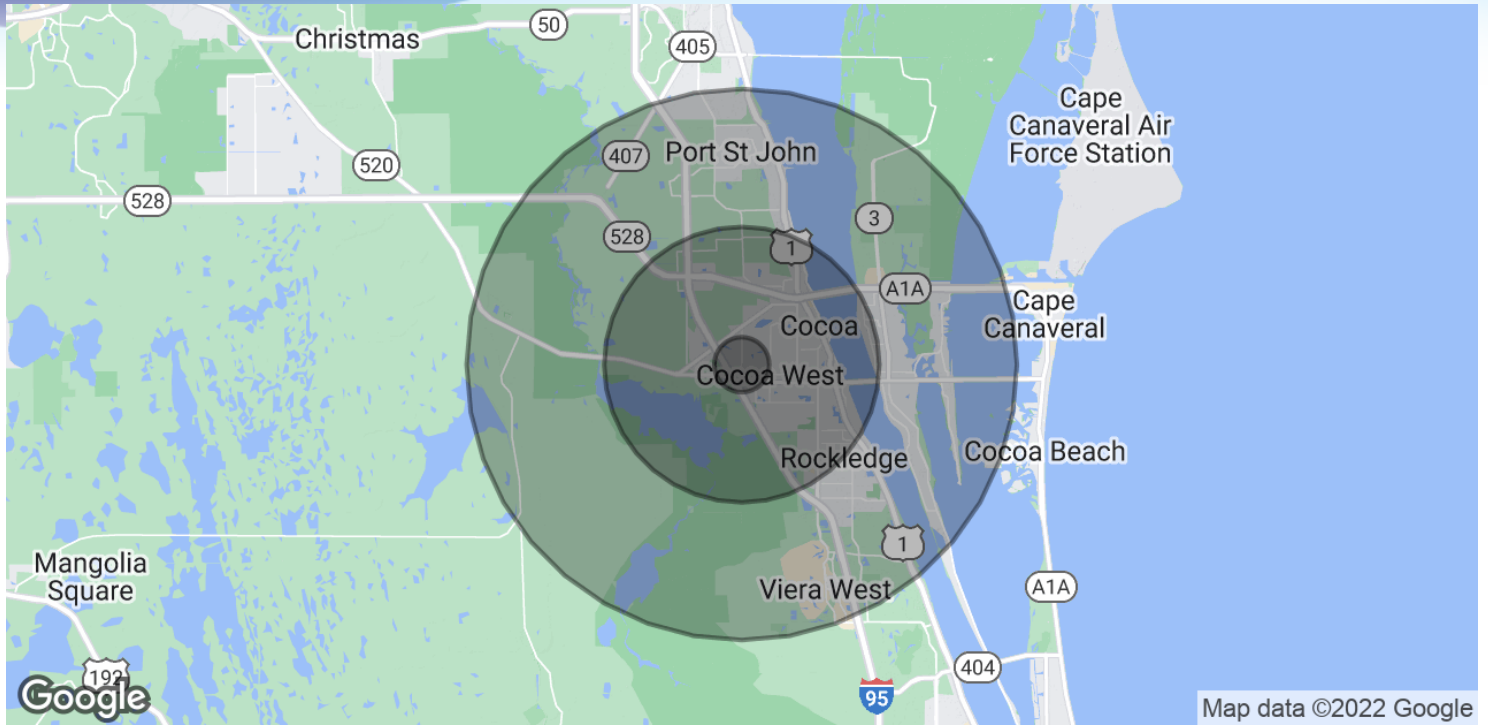 Christmas
50
405
Cape
Canaveral Air
Force Station
407
Port St John
520
528
3
528
1
A1A
Cape
Canaveral
Cocoa
Cocoa West
Rockledge
Cocoa Beach
1
Mangolia
Square
Viera West
A1A
404
192
95
Google
Map data ©2022 Google